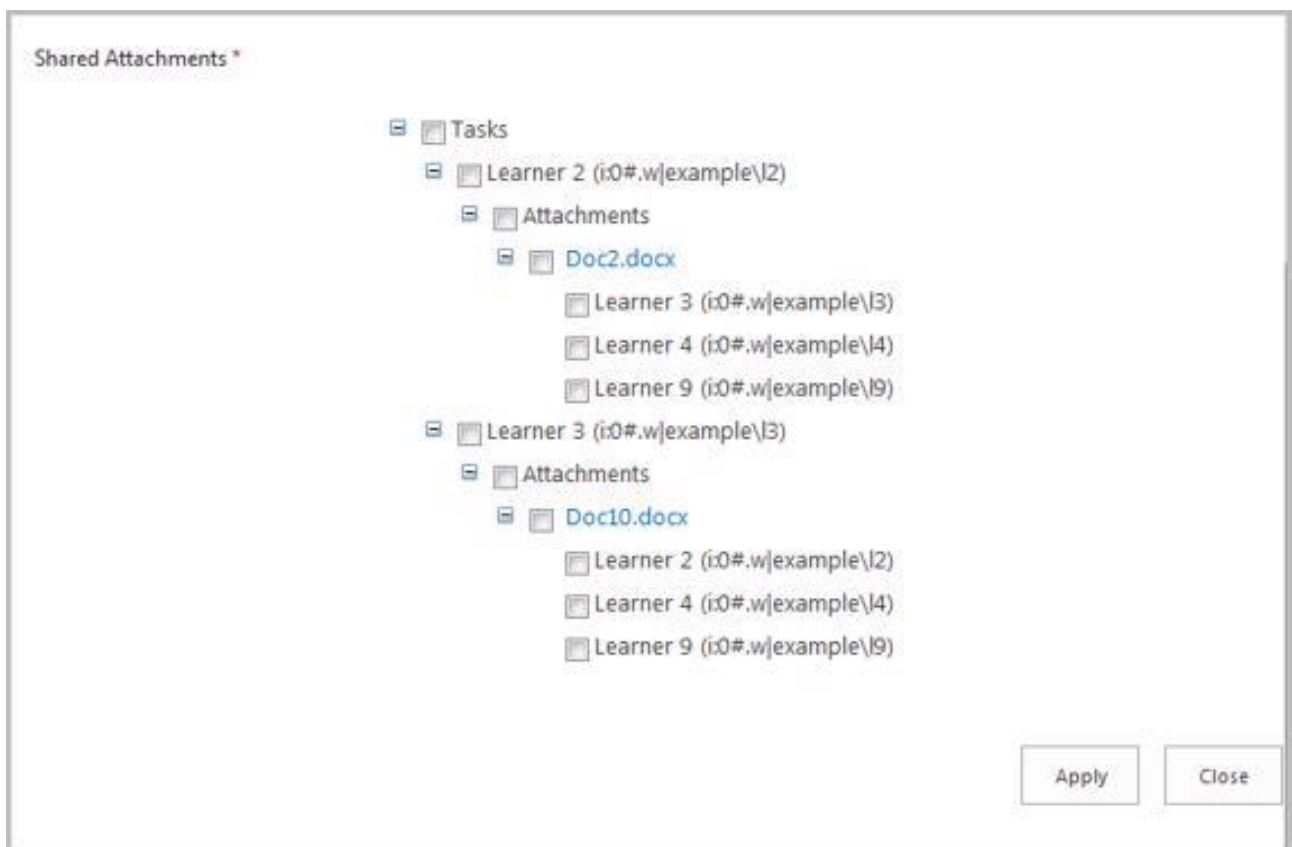 Shared Attachments *
Tasks
Learner 2 (i:0#.w|example\l2)
Attachments
Doc2.docx
Learner 3 (i:0#.w|example\l3)
Learner 4 (i:0#.w|example\l4)
Learner 9 (i:0#.w|example\l9)
Learner 3 (i:0#.w|example\l3)
Attachments
Doc10.docx
Learner 2 (i:0#.w|example\l2)
Learner 4 (i:0#.w|example\l4)
Learner 9 (i:0#.w|example\l9)
Apply Close